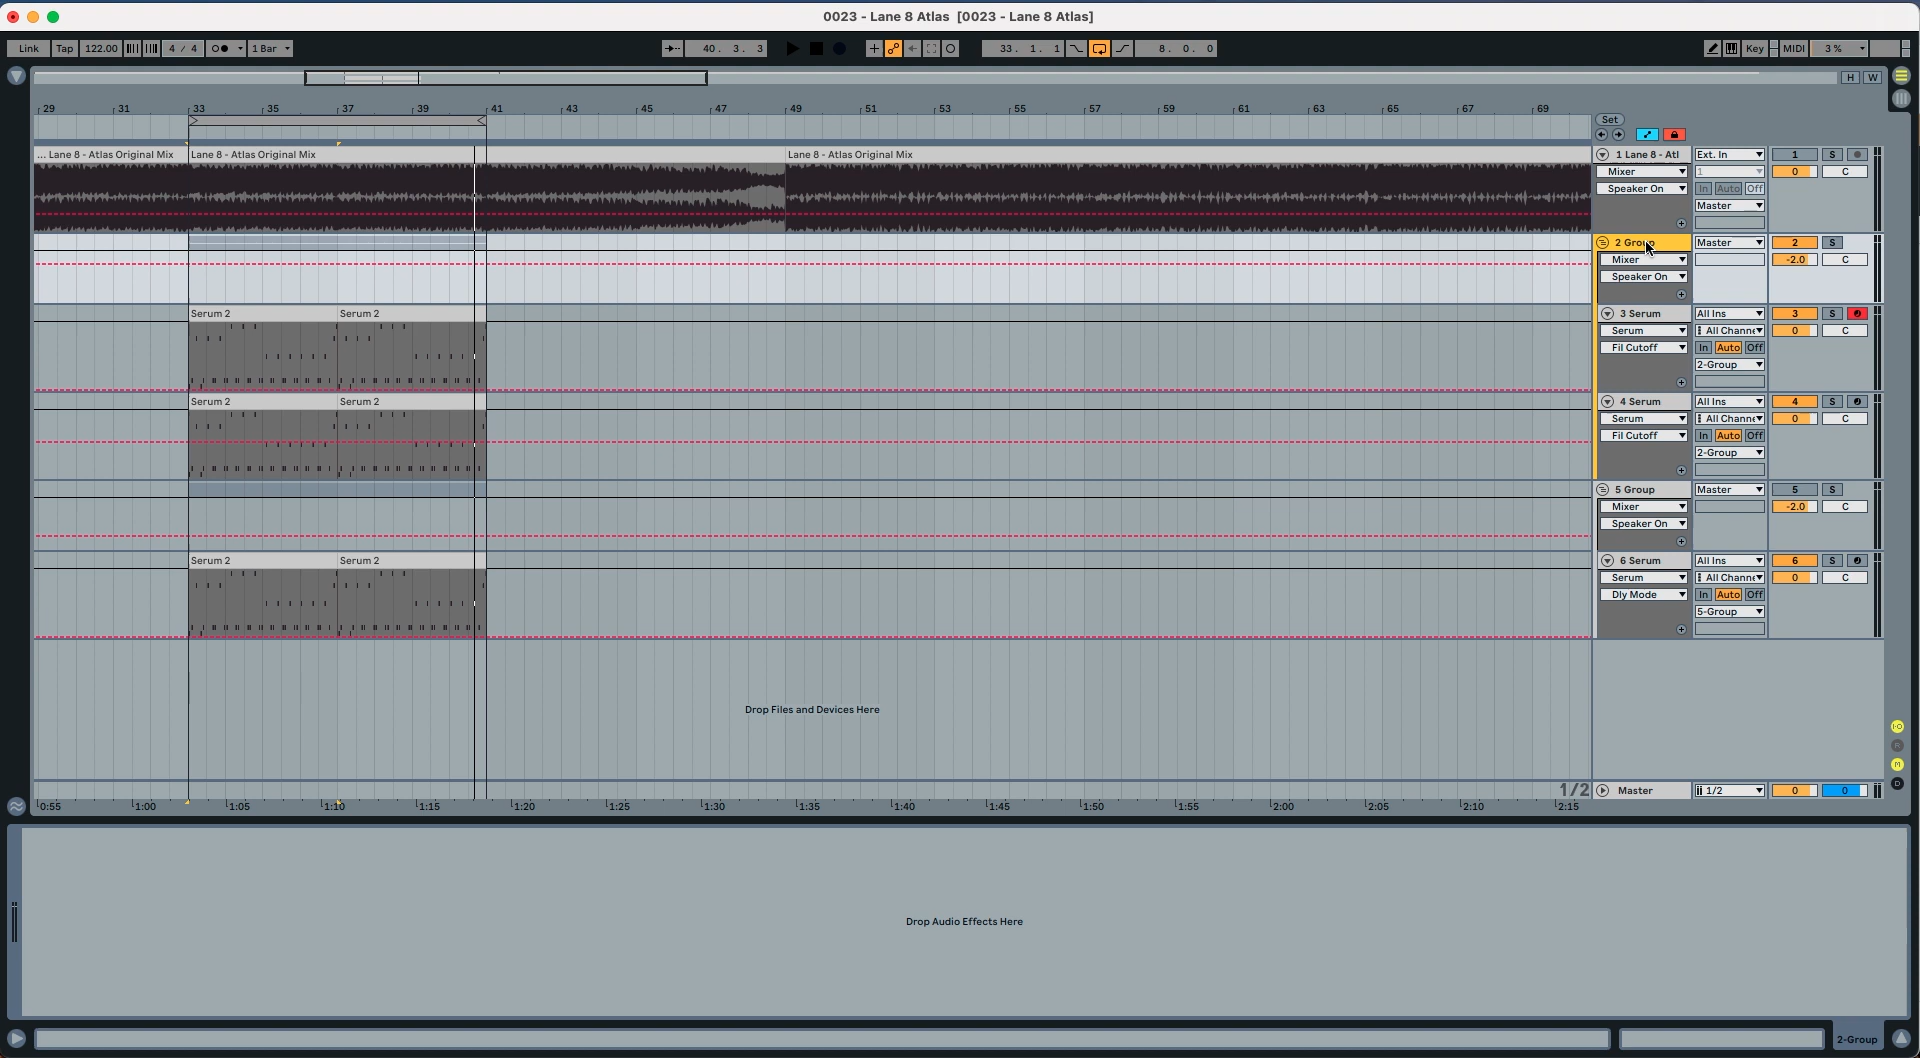 0023 - Lane 8 Atlas [0023 - Lane 8 Atlas]
Link Tap 122.00 4 / 4 1 Bar 40. 3. 3 33. 1. 1 8. 0. 0 Key MIDI 3 %
H W
29 31 33 35 37 39 41 43 45 47 49 51 53 55 57 59 61 63 65 67 69
Set
... Lane 8 - Atlas Original Mix Lane 8 - Atlas Original Mix Lane 8 - Atlas Original Mix 1 Lane 8 - Atl Ext. In 1 S
Mixer 1 0 C
Speaker On In Auto Off
Master
2 Group Master 2 S
Mixer -2.0 C
Speaker On
Serum 2 Serum 2 3 Serum All Ins 3 S
Serum All Channe 0 C
Fil Cutoff In Auto Off
2-Group
Serum 2 Serum 2 4 Serum All Ins 4 S
Serum All Channe 0 C
Fil Cutoff In Auto Off
2-Group
5 Group Master 5 S
Mixer -2.0 C
Speaker On
Serum 2 Serum 2 6 Serum All Ins 6 S
Serum All Channe 0 C
Dly Mode In Auto Off
5-Group
Drop Files and Devices Here
I·O
R
M
D
1/2 Master 1/2 0 0
0:55 1:00 1:05 1:10 1:15 1:20 1:25 1:30 1:35 1:40 1:45 1:50 1:55 2:00 2:05 2:10 2:15
Drop Audio Effects Here
2-Group